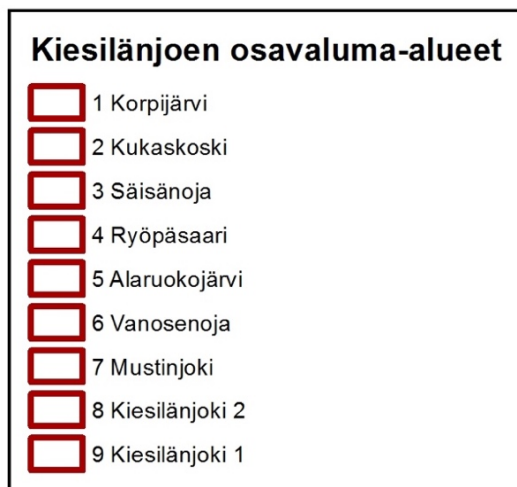 Kiesilänjoen osavaluma-alueet
1 Korpijärvi
2 Kukaskoski
3 Säisänoja
4 Ryöpäsaari
5 Alaruokojärvi
6 Vanosenoja
7 Mustinjoki
8 Kiesilänjoki 2
9 Kiesilänjoki 1